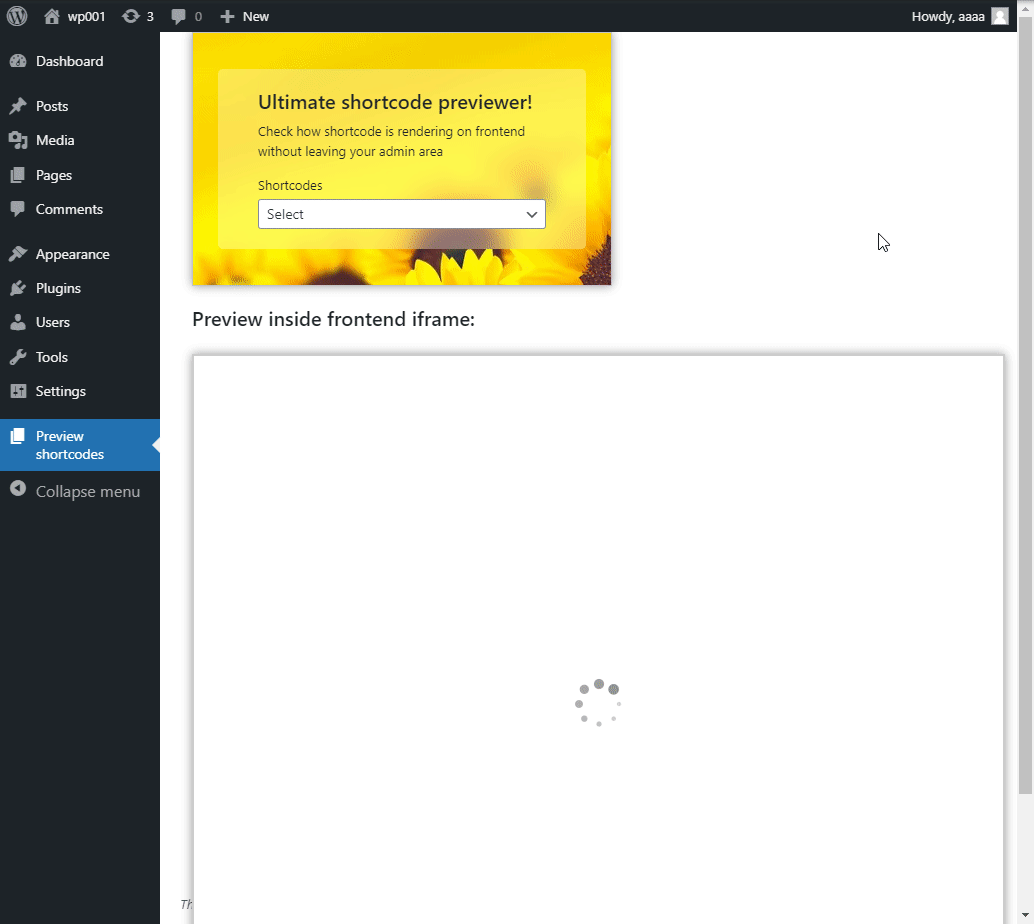 wp001 3 0 New Howdy, aaaa
Dashboard
Posts
Media
Pages
Comments
Appearance
Plugins
Users
Tools
Settings
Preview
shortcodes
Collapse menu
Ultimate shortcode previewer!
Check how shortcode is rendering on frontend
without leaving your admin area
Shortcodes
Select
Preview inside frontend iframe: